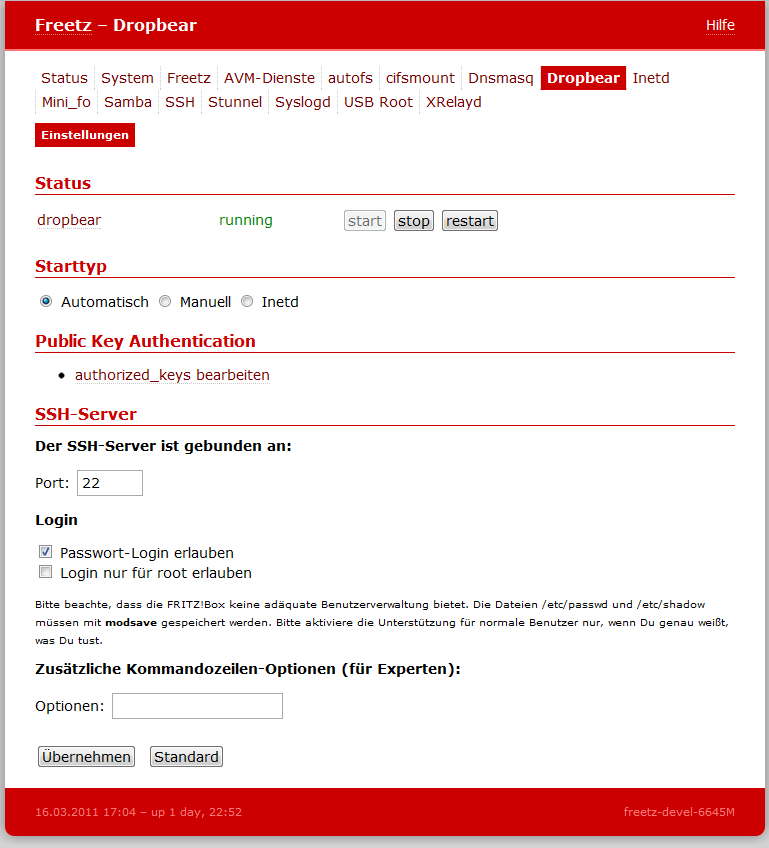 Freetz – Dropbear Hilfe
Status System Freetz AVM-Dienste autofs cifsmount Dnsmasq Dropbear Inetd
Mini_fo Samba SSH Stunnel Syslogd USB Root XRelayd
Einstellungen
Status
dropbear running start stop restart
Starttyp
Automatisch Manuell Inetd
Public Key Authentication
authorized_keys bearbeiten
SSH-Server
Der SSH-Server ist gebunden an:
Port: 22
Login
Passwort-Login erlauben
Login nur für root erlauben
Bitte beachte, dass die FRITZ!Box keine adäquate Benutzerverwaltung bietet. Die Dateien /etc/passwd und /etc/shadow
müssen mit modsave gespeichert werden. Bitte aktiviere die Unterstützung für normale Benutzer nur, wenn Du genau weißt,
was Du tust.
Zusätzliche Kommandozeilen-Optionen (für Experten):
Optionen:
Übernehmen Standard
16.03.2011 17:04 – up 1 day, 22:52 freetz-devel-6645M